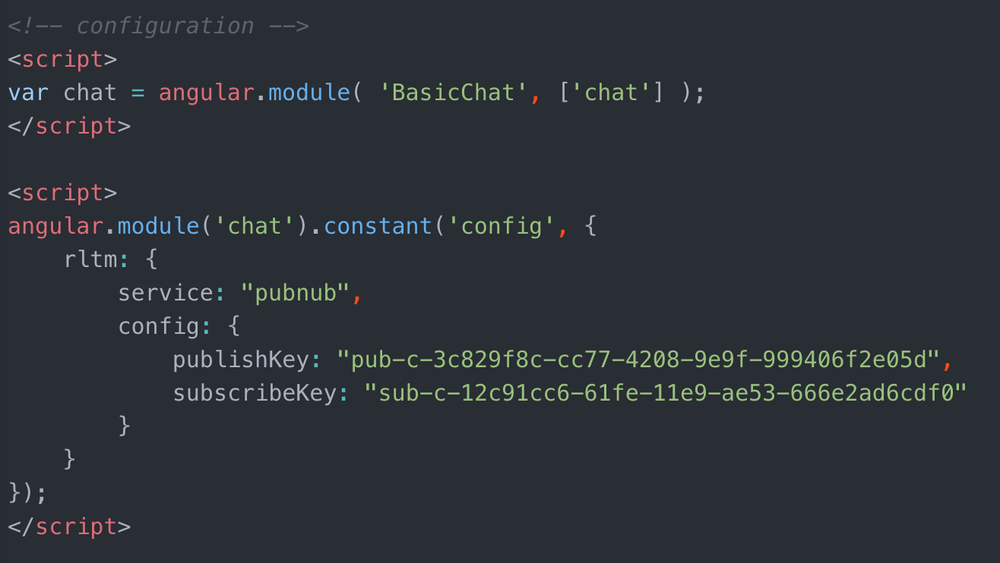 <!-- configuration -->
<script>
var chat = angular.module( 'BasicChat', ['chat'] );
</script>

<script>
angular.module('chat').constant('config', {
    rltm: {
        service: "pubnub",
        config: {
            publishKey: "pub-c-3c829f8c-cc77-4208-9e9f-999406f2e05d",
            subscribeKey: "sub-c-12c91cc6-61fe-11e9-ae53-666e2ad6cdf0"
        }
    }
});
</script>